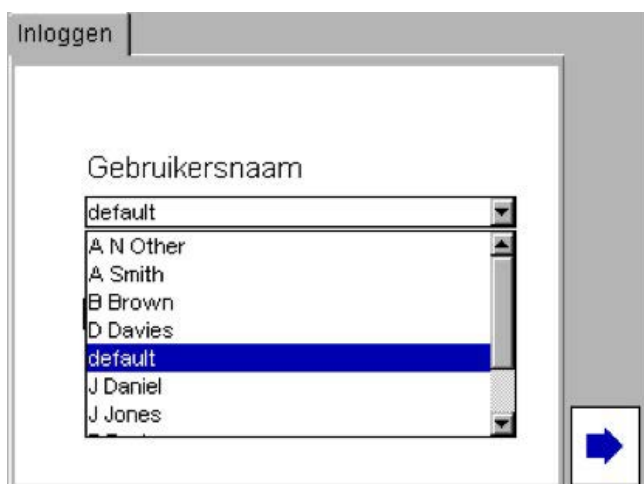 Inloggen
Gebruikersnaam
default
A N Other
A Smith
B Brown
D Davies
default
J Daniel
J Jones